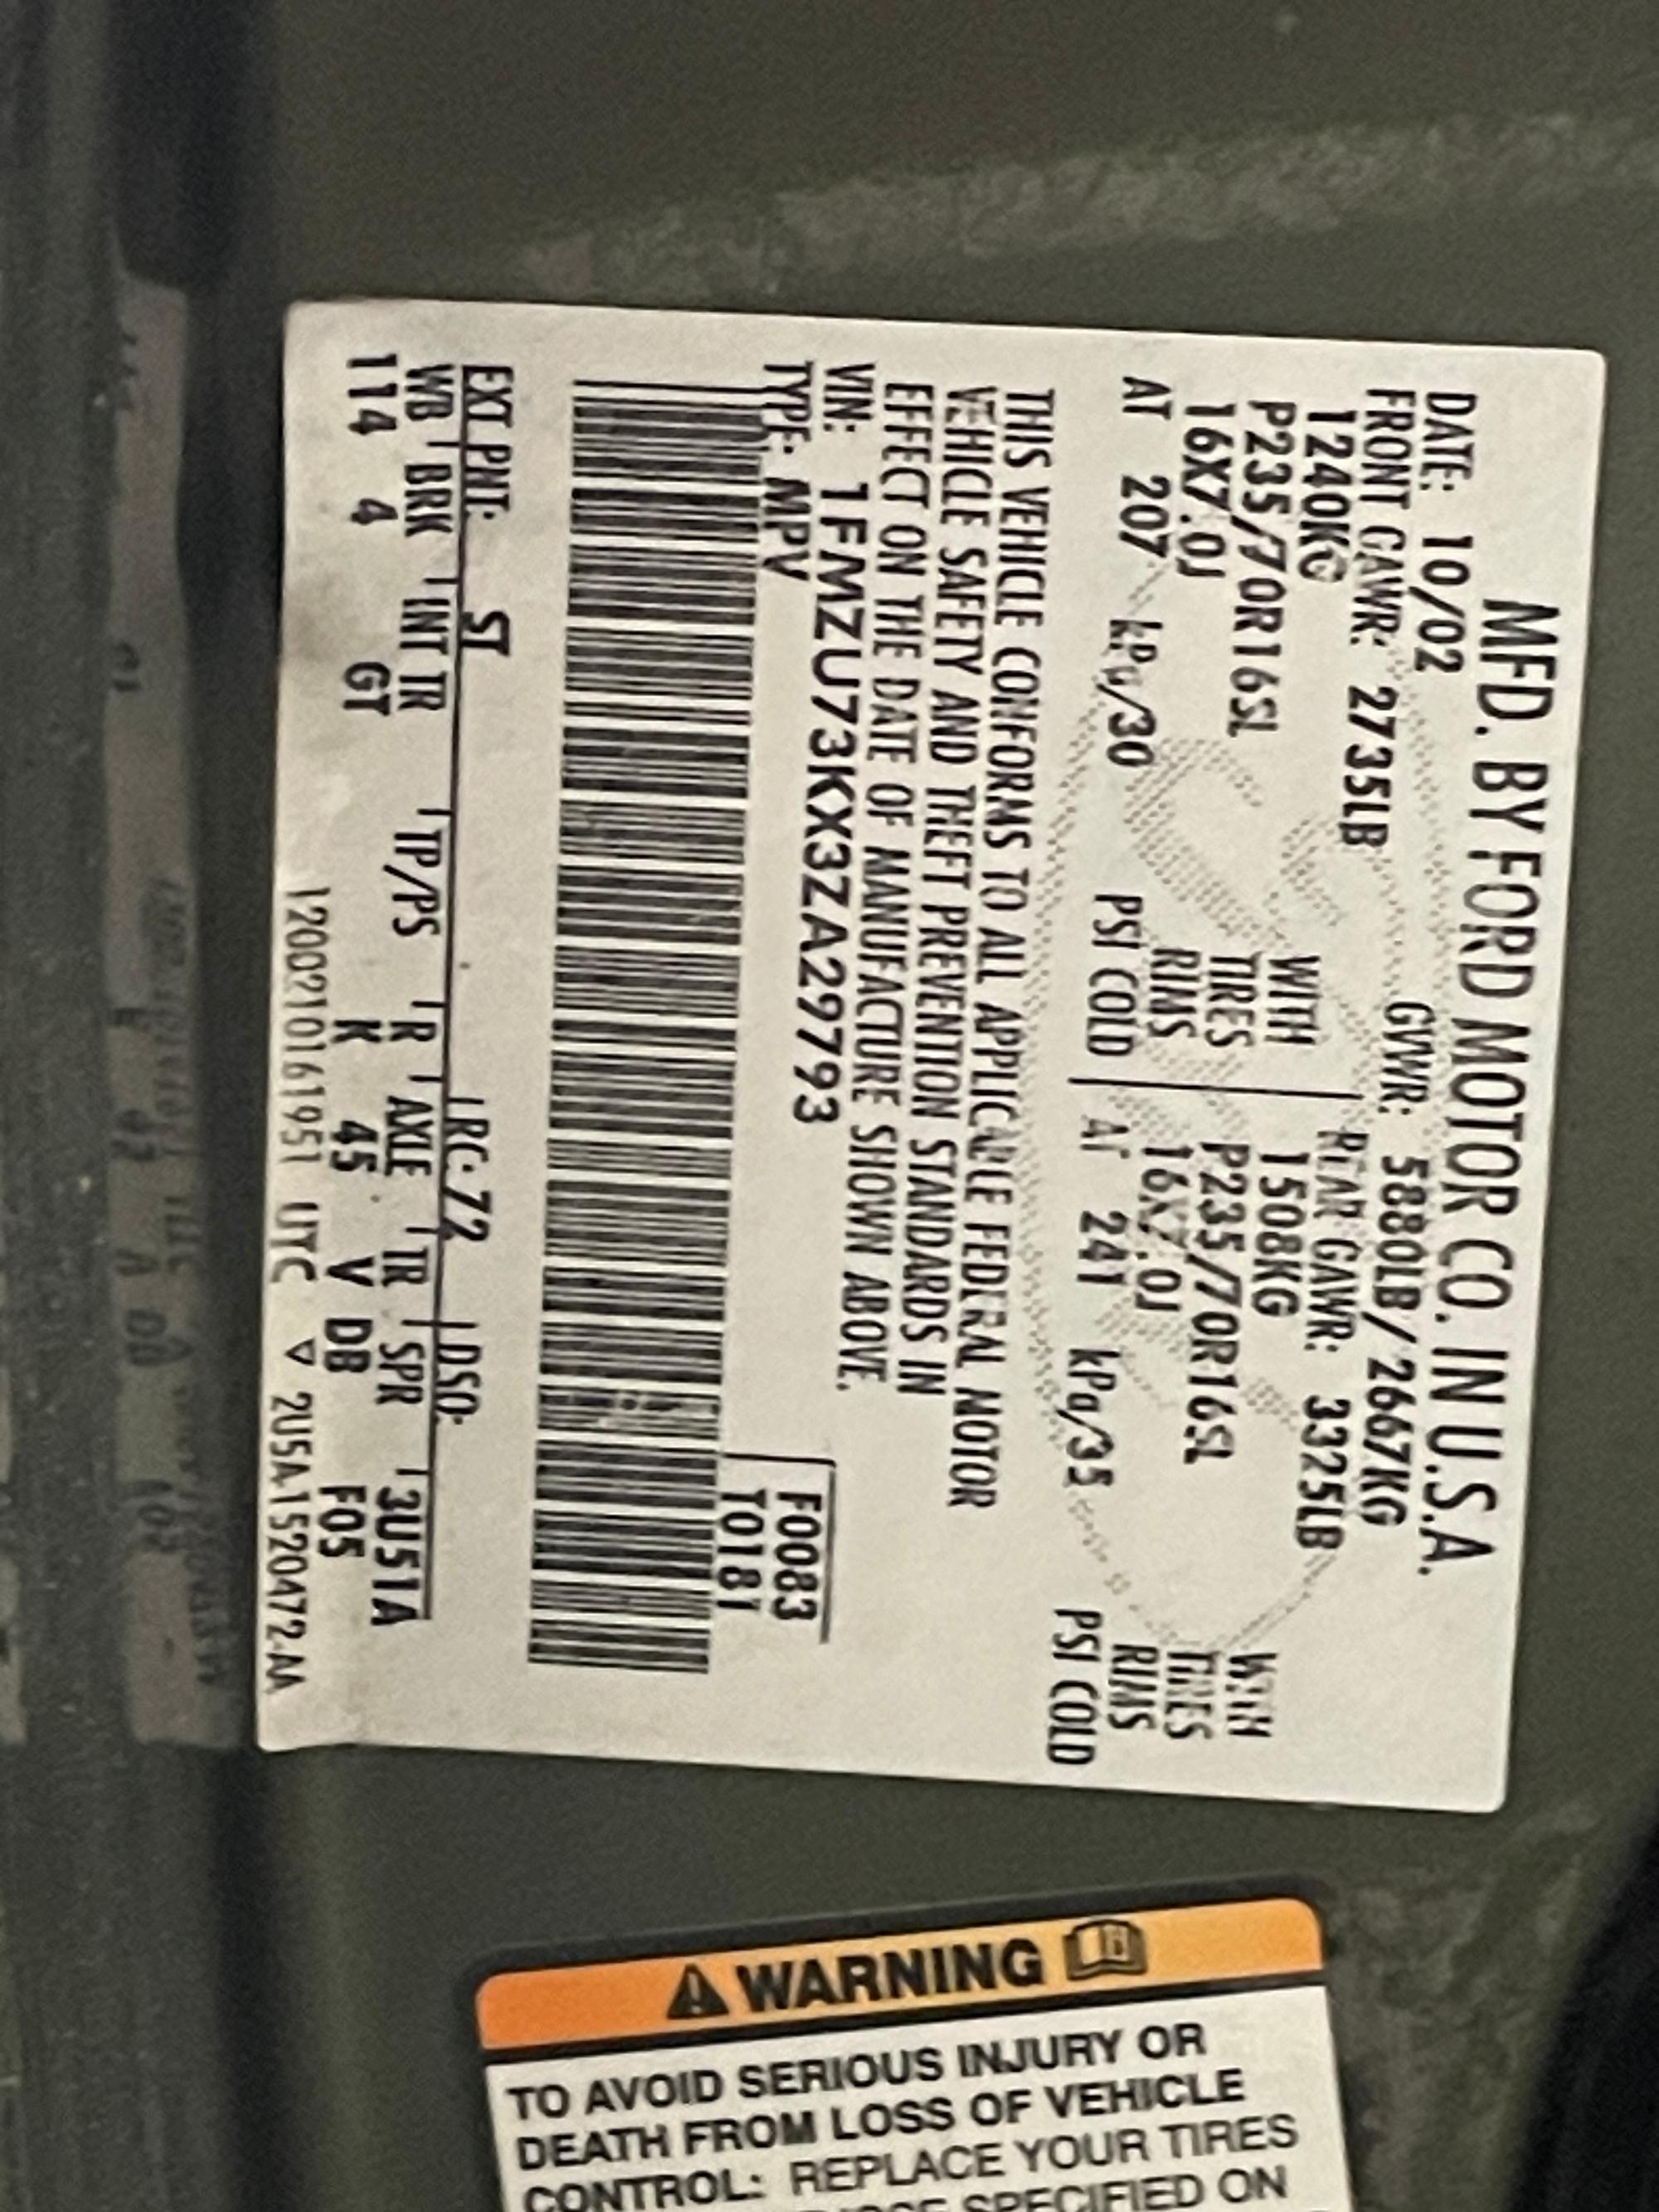 MFD. BY FORD MOTOR CO. IN U.S.A.
DATE: 10/02 GVWR: 5880LB/2667KG
FRONT GAWR: 2735LB REAR GAWR: 3325LB
1240KG WITH 1508KG WITH
P235/70R16SL TIRES P235/70R16SL TIRES
16X7.0J RIMS 16X7.0J RIMS
AT 207 kPa/30 PSI COLD AT 241 kPa/35 PSI COLD
THIS VEHICLE CONFORMS TO ALL APPLICABLE FEDERAL MOTOR
VEHICLE SAFETY AND THEFT PREVENTION STANDARDS IN
EFFECT ON THE DATE OF MANUFACTURE SHOWN ABOVE.
VIN: 1FMZU73KX3ZA29793 F0083
TYPE: MPV T0181
EXT PNT: ST RC: 72 DSO:
WB BRK INT TR TP/PS R AXLE TR SPR 3U51A
114 4 GT K 45 V DB F05
1200210161951 UTC ▽ 2U5A-1520472-AA
⚠ WARNING
TO AVOID SERIOUS INJURY OR
DEATH FROM LOSS OF VEHICLE
CONTROL: REPLACE YOUR TIRES
SPECIFIED ON